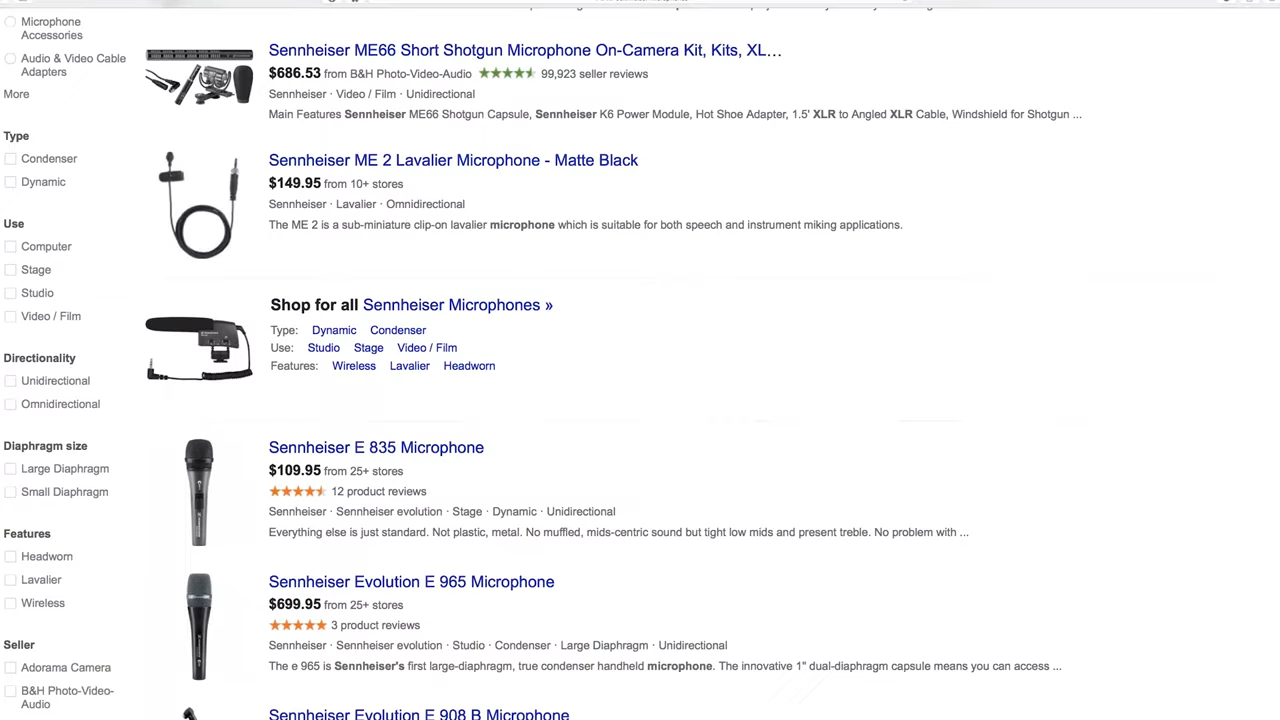 Microphone
Accessories
Audio & Video Cable
Adapters
More
Type
Condenser
Dynamic
Use
Computer
Stage
Studio
Video / Film
Directionality
Unidirectional
Omnidirectional
Diaphragm size
Large Diaphragm
Small Diaphragm
Features
Headworn
Lavalier
Wireless
Seller
Adorama Camera
B&H Photo-Video-
Audio
Sennheiser ME66 Short Shotgun Microphone On-Camera Kit, Kits, XL…
$686.53 from B&H Photo-Video-Audio 99,923 seller reviews
Sennheiser · Video / Film · Unidirectional
Main Features Sennheiser ME66 Shotgun Capsule, Sennheiser K6 Power Module, Hot Shoe Adapter, 1.5' XLR to Angled XLR Cable, Windshield for Shotgun ...
Sennheiser ME 2 Lavalier Microphone - Matte Black
$149.95 from 10+ stores
Sennheiser · Lavalier · Omnidirectional
The ME 2 is a sub-miniature clip-on lavalier microphone which is suitable for both speech and instrument miking applications.
Shop for all Sennheiser Microphones »
Type: Dynamic Condenser
Use: Studio Stage Video / Film
Features: Wireless Lavalier Headworn
Sennheiser E 835 Microphone
$109.95 from 25+ stores
12 product reviews
Sennheiser · Sennheiser evolution · Stage · Dynamic · Unidirectional
Everything else is just standard. Not plastic, metal. No muffled, mids-centric sound but tight low mids and present treble. No problem with ...
Sennheiser Evolution E 965 Microphone
$699.95 from 25+ stores
3 product reviews
Sennheiser · Sennheiser evolution · Studio · Condenser · Large Diaphragm · Unidirectional
The e 965 is Sennheiser's first large-diaphragm, true condenser handheld microphone. The innovative 1" dual-diaphragm capsule means you can access ...
Sennheiser Evolution E 908 B Microphone